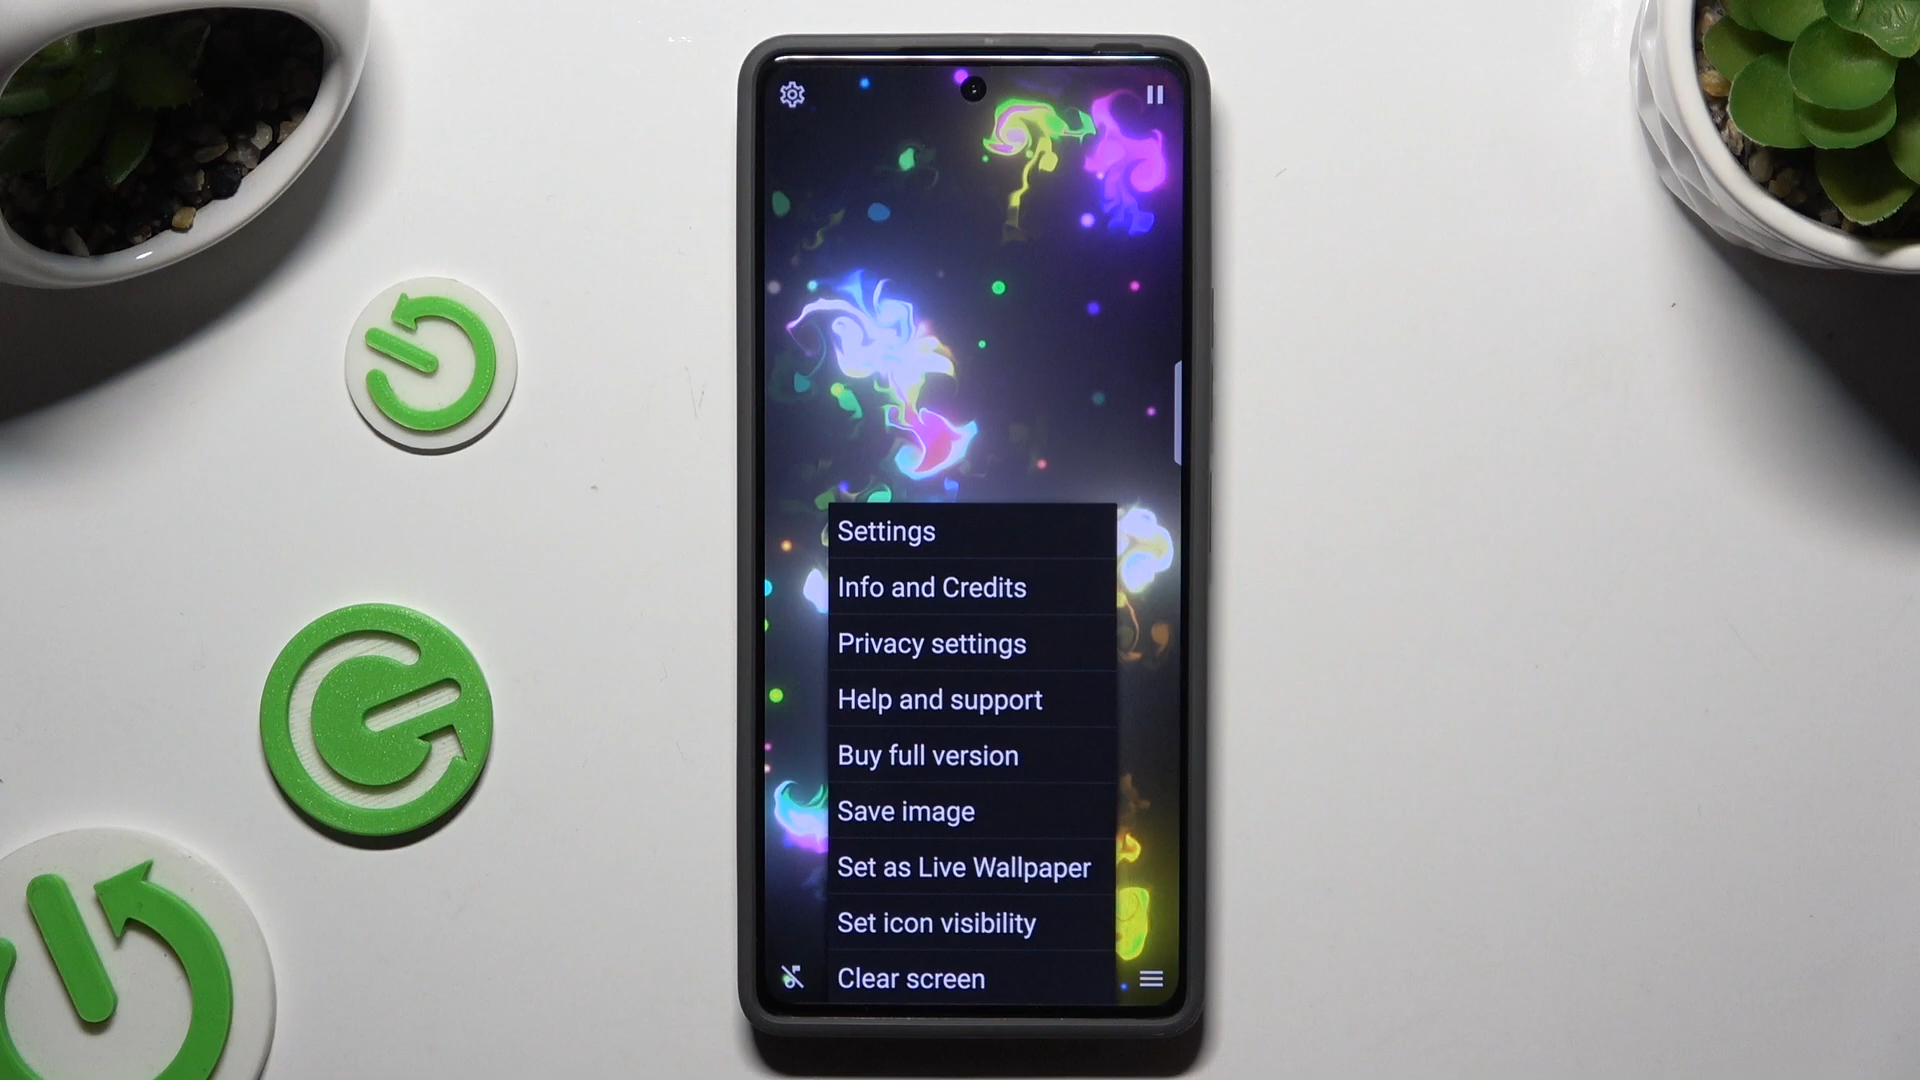 Settings
Info and Credits
Privacy settings
Help and support
Buy full version
Save image
Set as Live Wallpaper
Set icon visibility
Clear screen